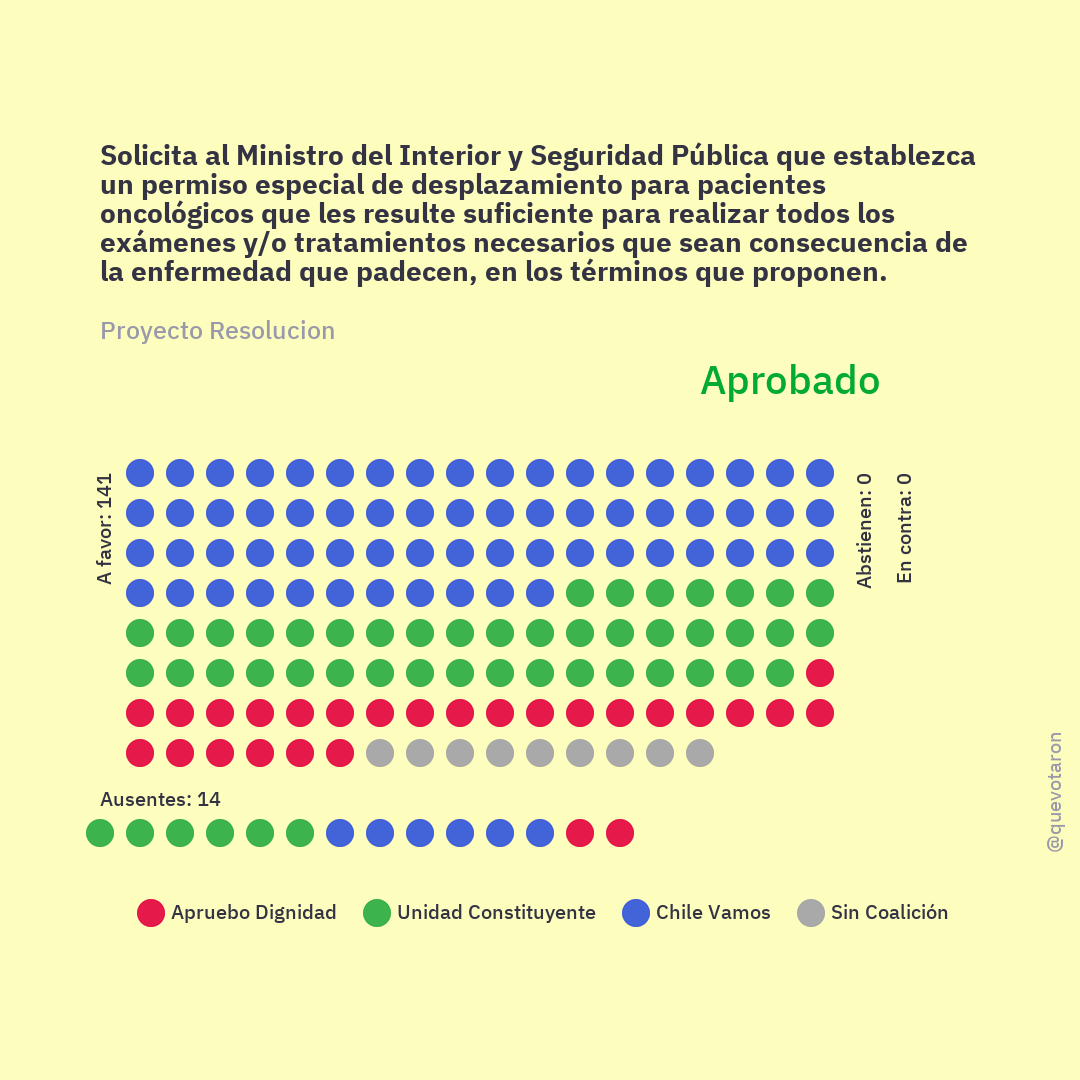 Solicita al Ministro del Interior y Seguridad Pública que establezca
un permiso especial de desplazamiento para pacientes
oncológicos que les resulte suficiente para realizar todos los
exámenes y/o tratamientos necesarios que sean consecuencia de
la enfermedad que padecen, en los términos que proponen.
Proyecto Resolucion
Aprobado
A favor: 141
Abstienen: 0
En contra: 0
Ausentes: 14
@quevotaron
Apruebo Dignidad
Unidad Constituyente
Chile Vamos
Sin Coalición